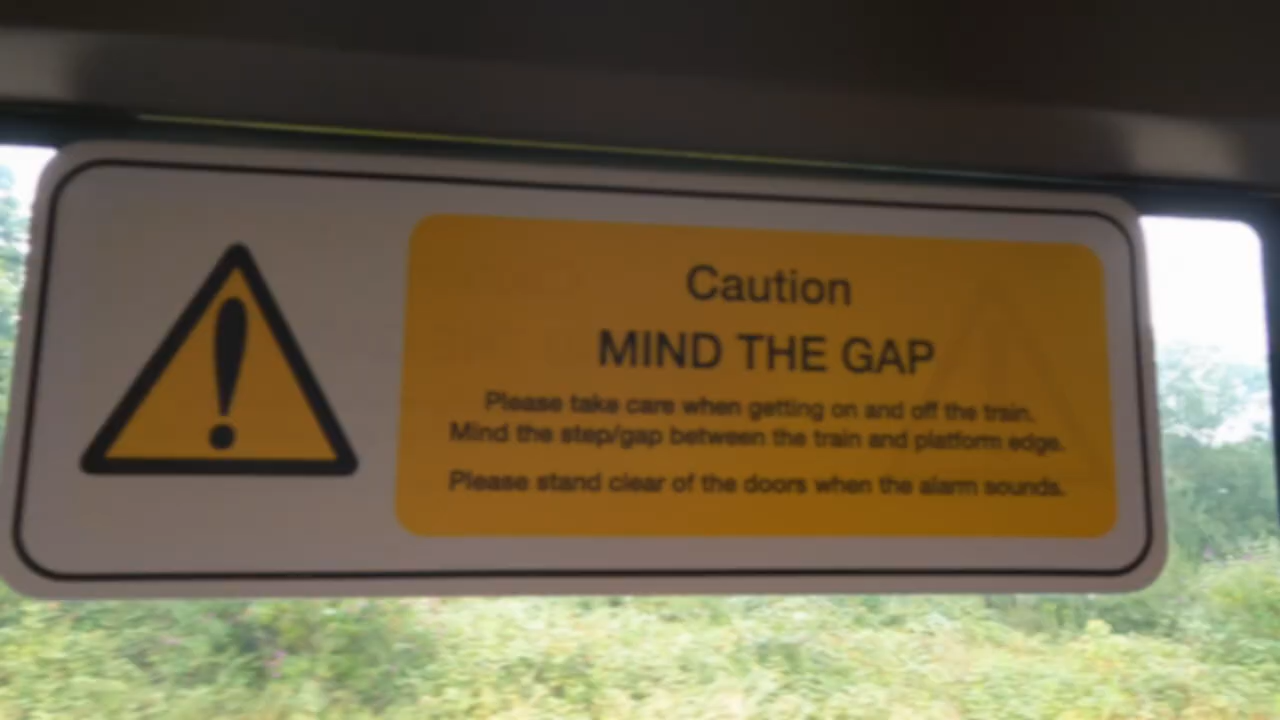 Caution
MIND THE GAP
Please take care when getting on and off the train.
Mind the step/gap between the train and platform edge.
Please stand clear of the doors when the alarm sounds.